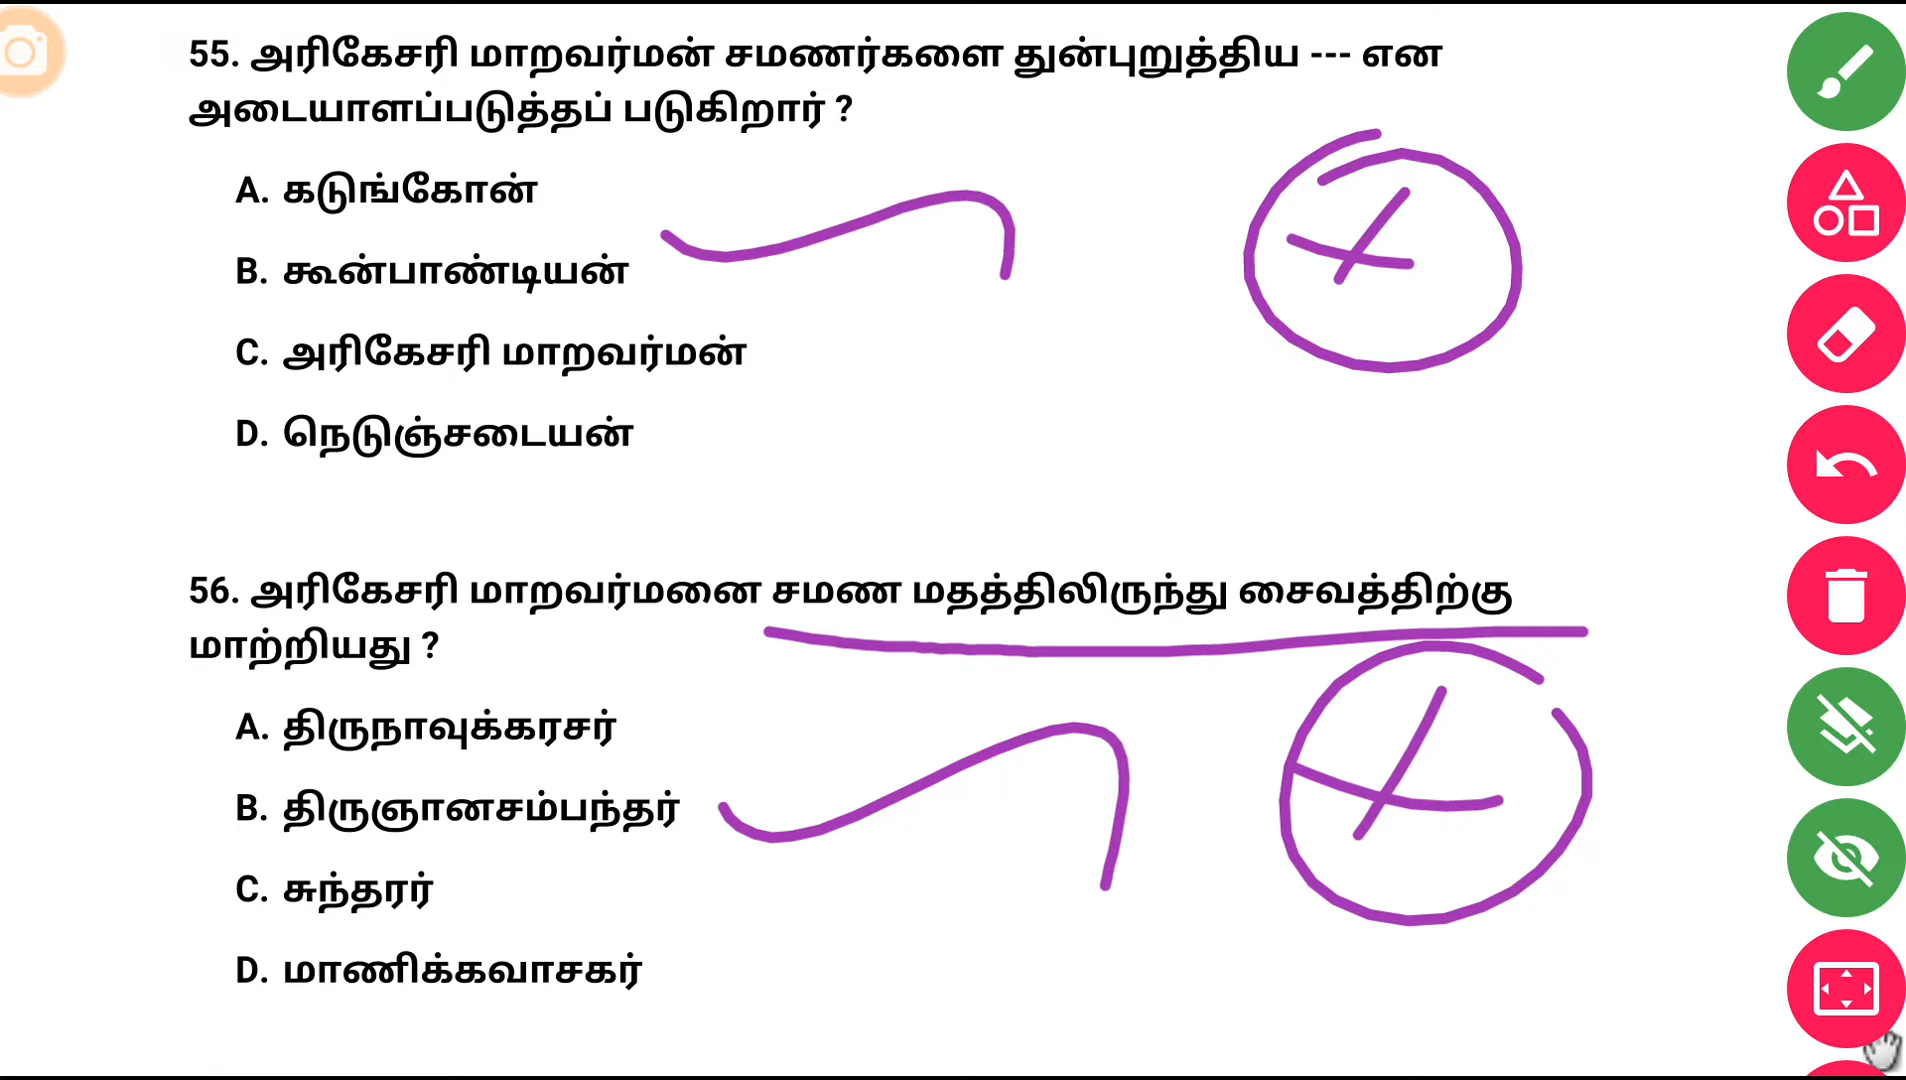 55. அரிகேசரி மாறவர்மன் சமணர்களை துன்புறுத்திய --- என
அடையாளப்படுத்தப் படுகிறார் ?
A. கடுங்கோன்
B. கூன்பாண்டியன்
C. அரிகேசரி மாறவர்மன்
D. நெடுஞ்சடையன்
56. அரிகேசரி மாறவர்மனை சமண மதத்திலிருந்து சைவத்திற்கு
மாற்றியது ?
A. திருநாவுக்கரசர்
B. திருஞானசம்பந்தர்
C. சுந்தரர்
D. மாணிக்கவாசகர்